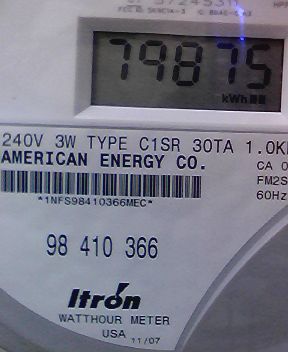 79875
kWh
240V 3W TYPE C1SR 30TA 1.0
AMERICAN ENERGY CO.
CA 0
FM2S
60Hz
*1NFS98410366MEC*
98 410 366
Itron
WATTHOUR METER
USA 11/07